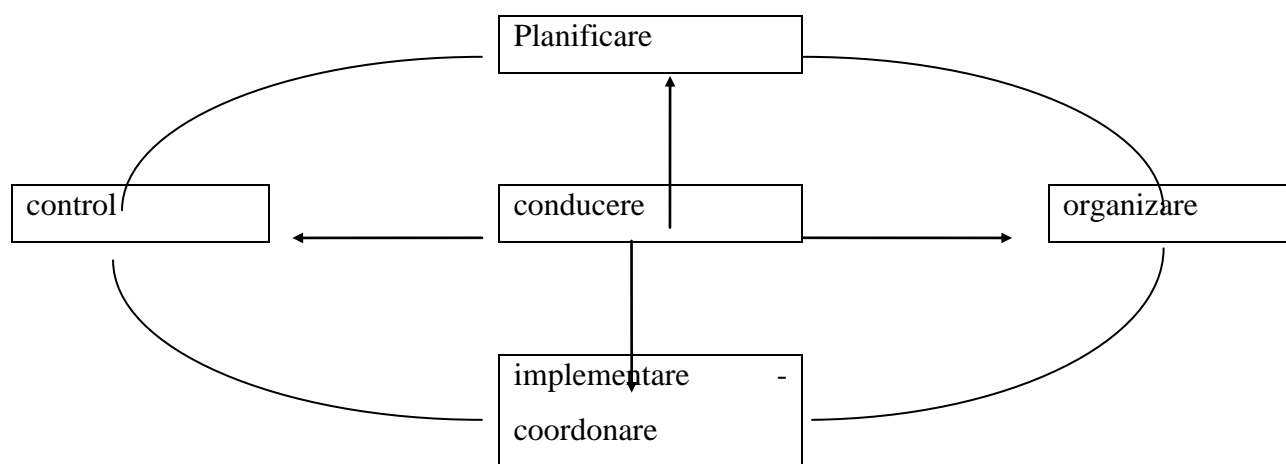 Planificare
control
conducere
organizare
implementare -
coordonare